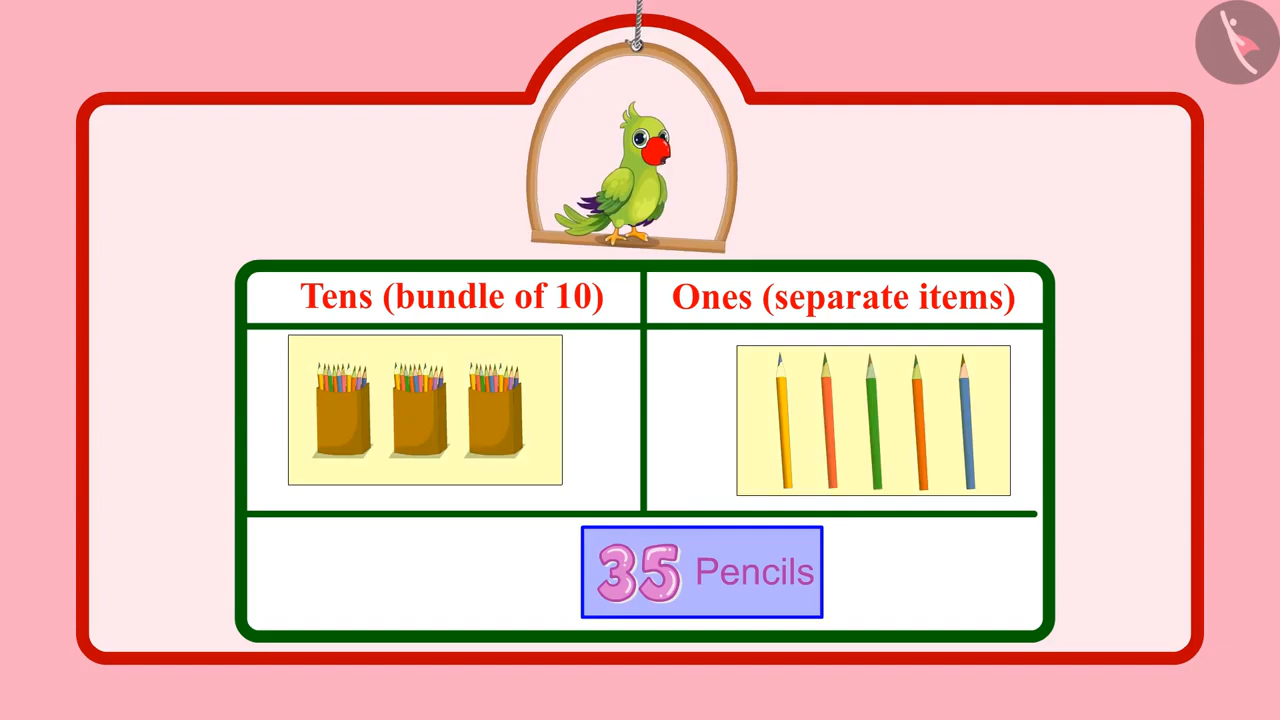 Tens (bundle of 10)
Ones (separate items)
35 Pencils